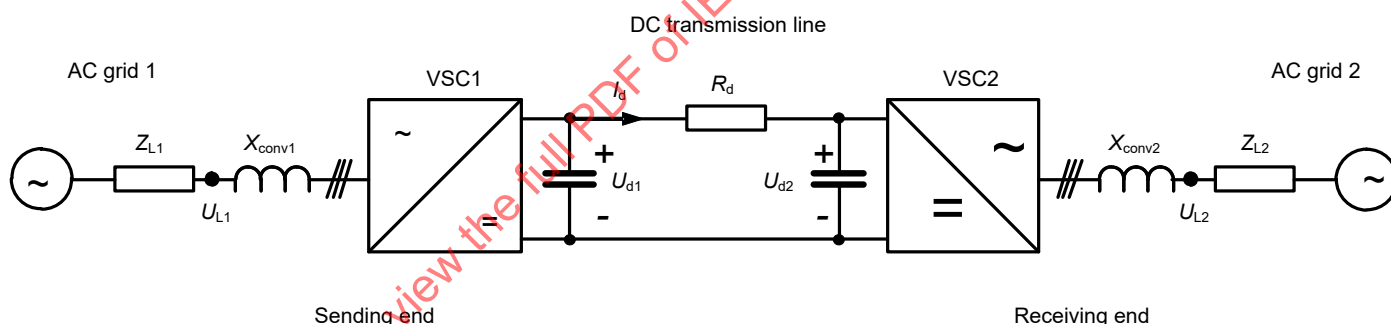 DC transmission line
AC grid 1
VSC1
I_d
R_d
VSC2
AC grid 2
Z_L1
X_conv1
~
+
+
~
X_conv2
Z_L2
~
U_d1
U_d2
~
U_L1
=
-
-
=
U_L2
Sending end
Receiving end
view the full PDF of IE